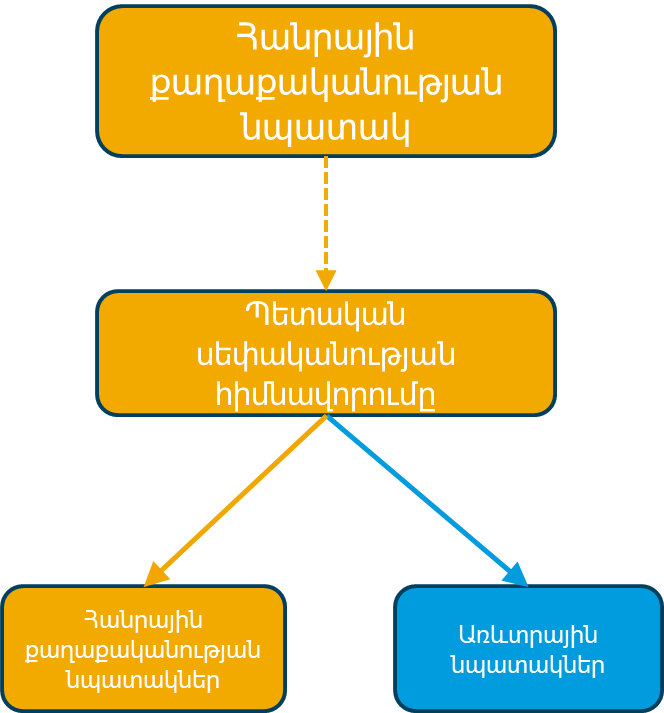 Հանրային
քաղաքականության
նպատակ
Պետական
սեփականության
հիմնավորումը
Հանրային
քաղաքականության
նպատակներ
Առևտրային
նպատակներ